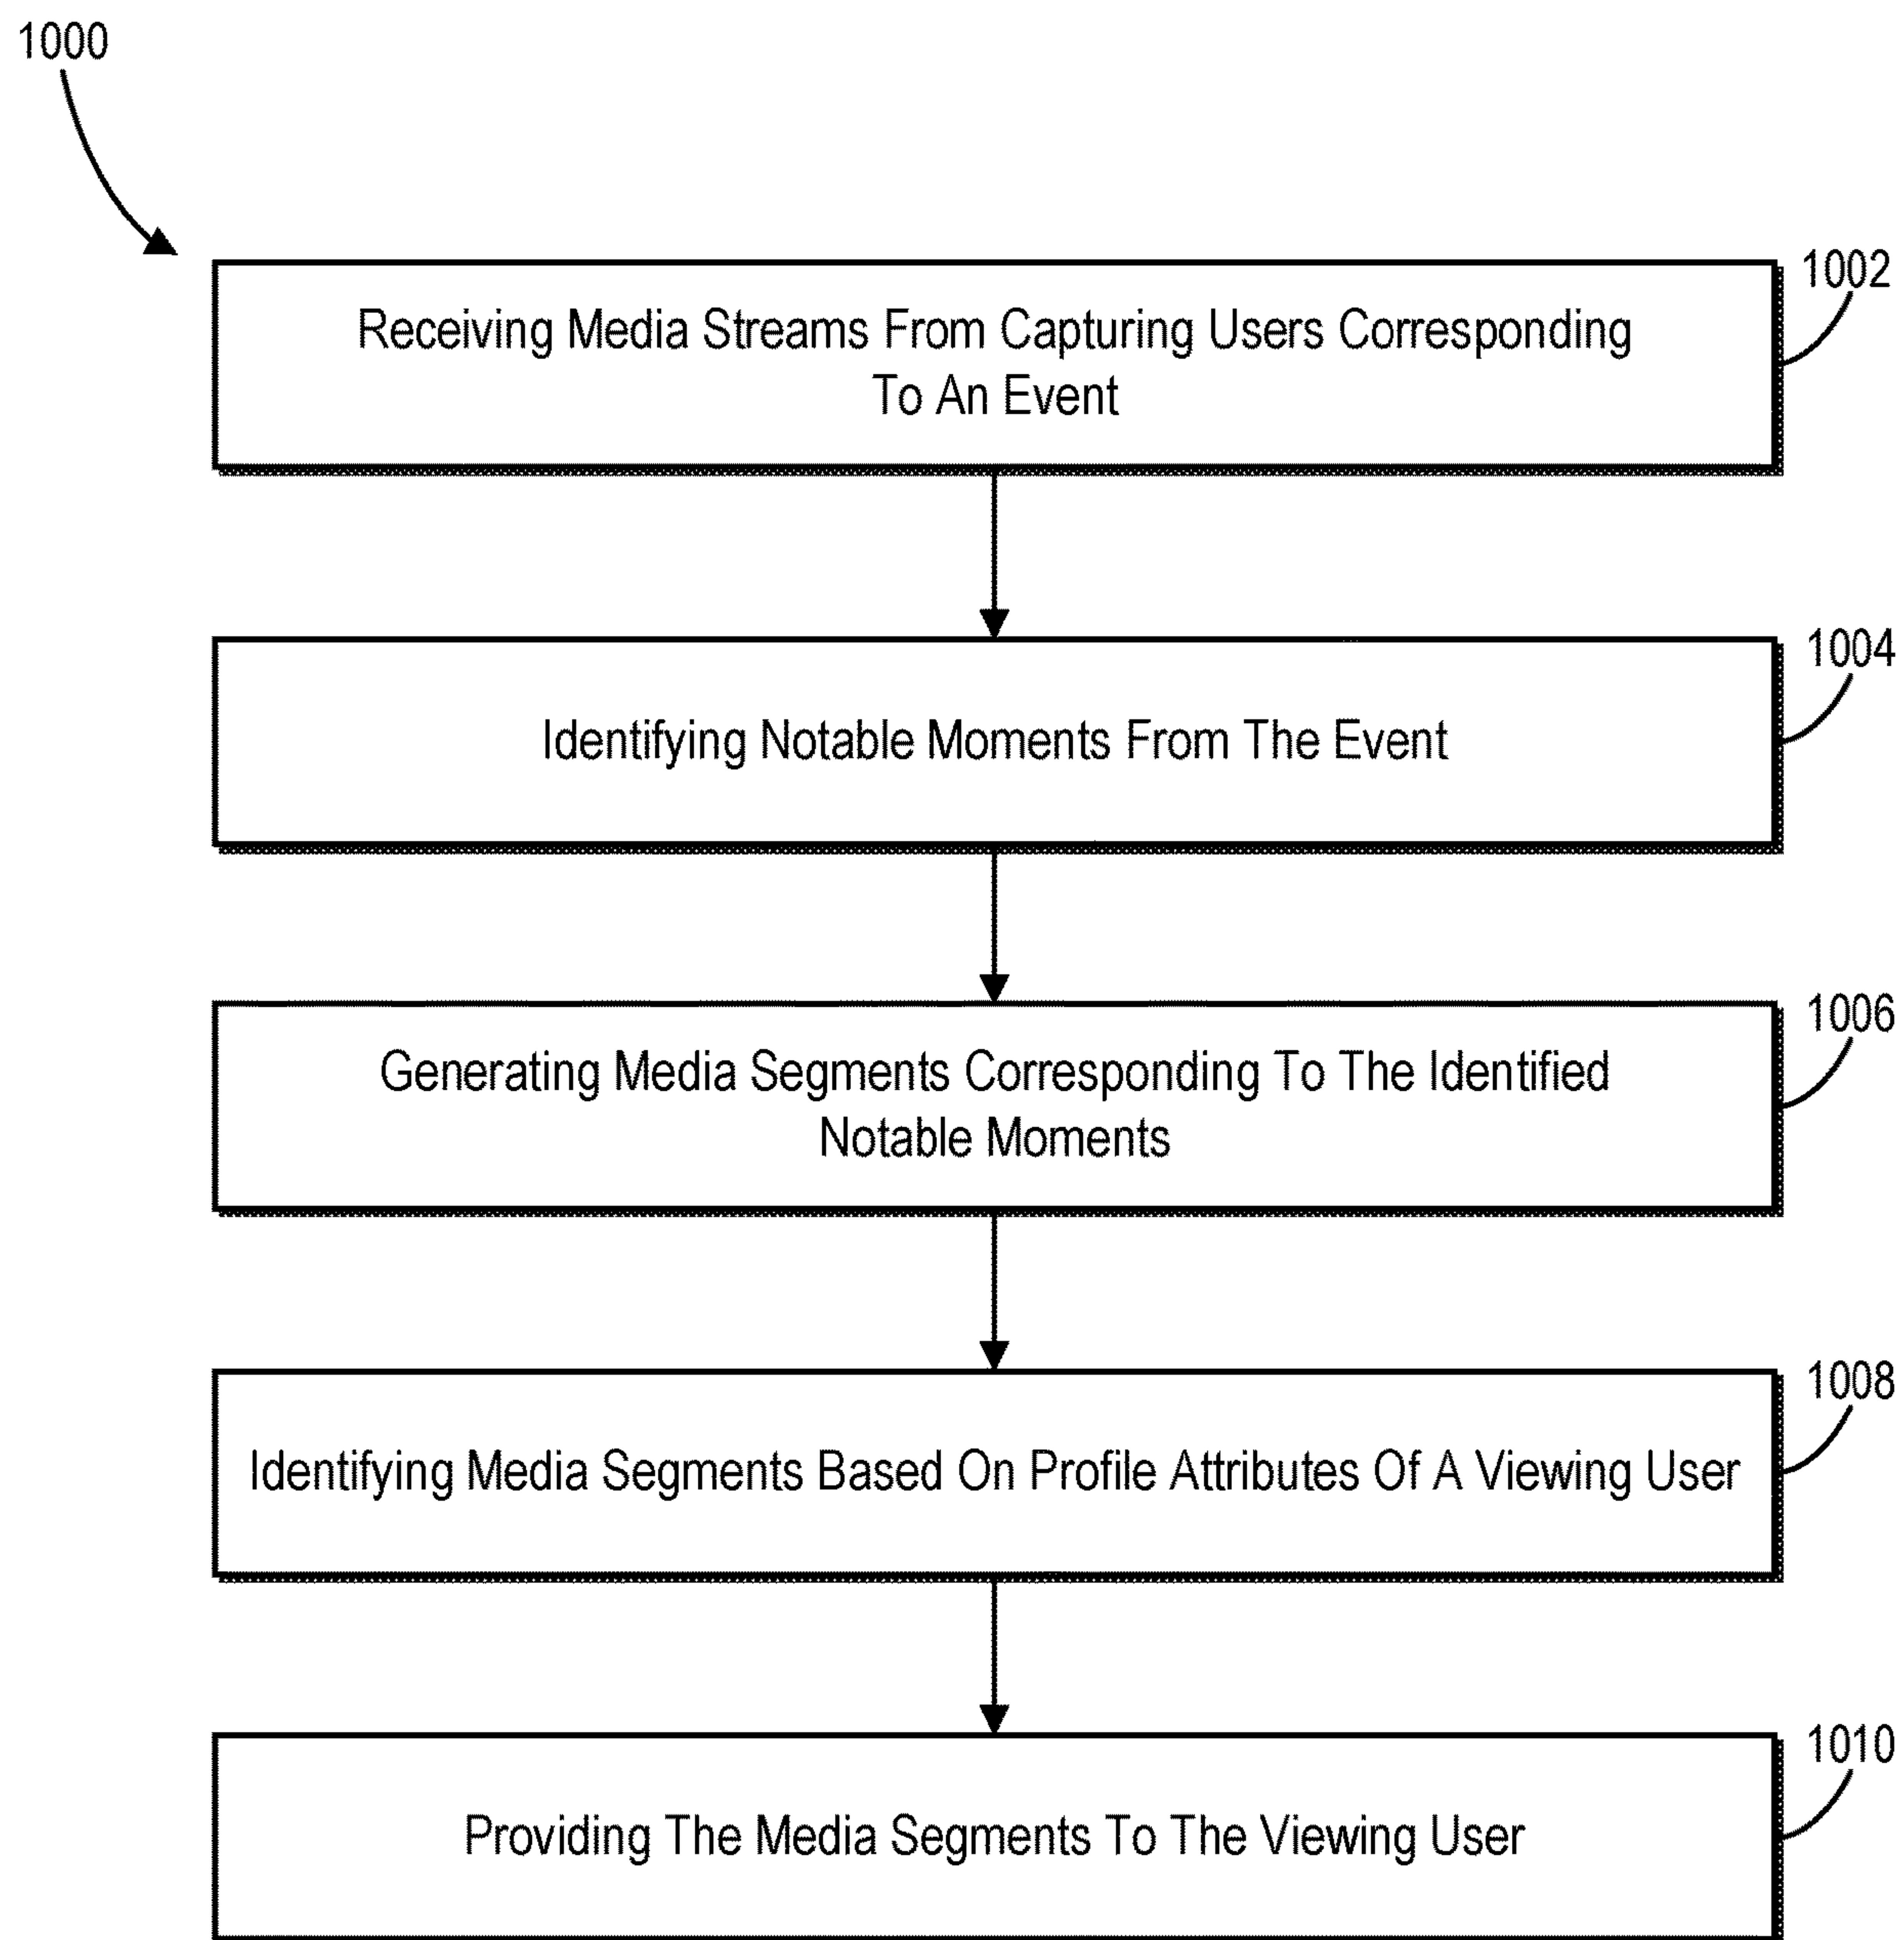 1000
1002
Receiving Media Streams From Capturing Users Corresponding
To An Event
1004
Identifying Notable Moments From The Event
1006
Generating Media Segments Corresponding To The Identified
Notable Moments
1008
Identifying Media Segments Based On Profile Attributes Of A Viewing User
1010
Providing The Media Segments To The Viewing User